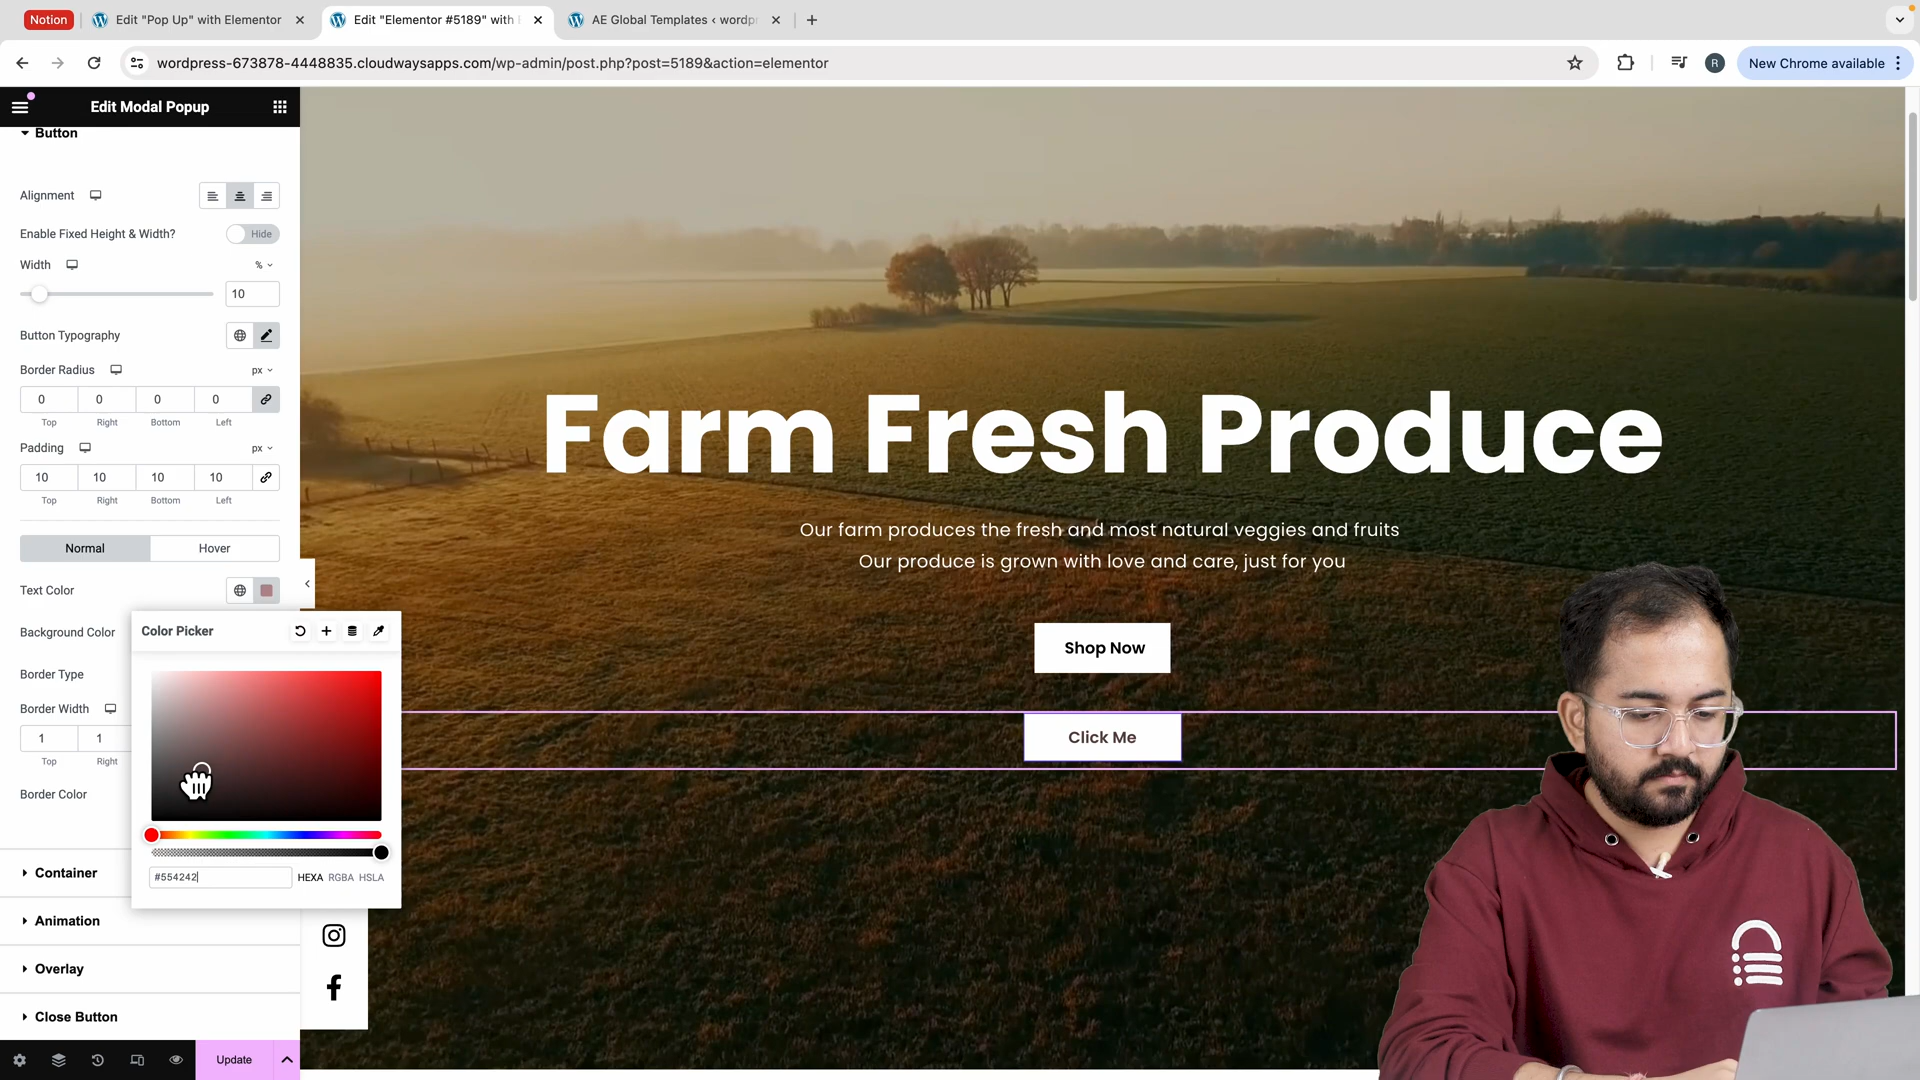 Notion
Edit "Pop Up" with Elementor
Edit "Elementor #5189" with
AE Global Templates ‹ wordp
wordpress-673878-4448835.cloudwaysapps.com/wp-admin/post.php?post=5189&action=elementor
R
New Chrome available
Edit Modal Popup
Button
Alignment
Enable Fixed Height & Width?
Hide
Width
%
10
Button Typography
Border Radius
px
0 0 0 0
Top Right Bottom Left
Padding
px
10 10 10 10
Top Right Bottom Left
Normal
Hover
Text Color
Background Color
Color Picker
Border Type
Border Width
1 1
Top Right
Border Color
#554242
HEXA RGBA HSLA
Container
Animation
Overlay
Close Button
Update
Farm Fresh Produce
Our farm produces the fresh and most natural veggies and fruits
Our produce is grown with love and care, just for you
Shop Now
Click Me